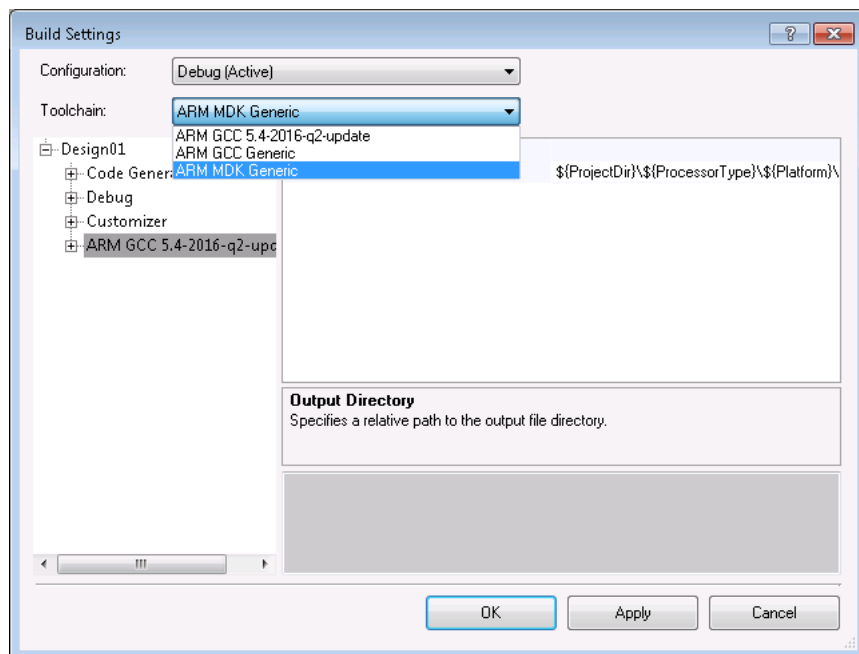 Build Settings
Configuration:
Debug (Active)
Toolchain:
ARM MDK Generic
ARM GCC 5.4-2016-q2-update
ARM GCC Generic
ARM MDK Generic
Design01
Code Gener
${ProjectDir}\${ProcessorType}\${Platform}\
Debug
Customizer
ARM GCC 5.4-2016-q2-upd
Output Directory
Specifies a relative path to the output file directory.
OK
Apply
Cancel